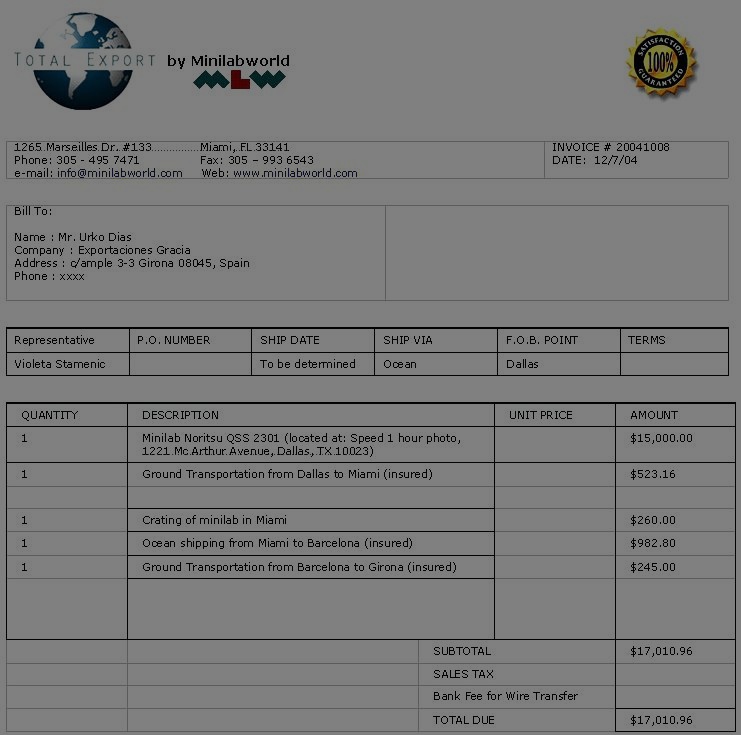 TOTAL EXPORT by Minilabworld
MLW
SATISFACTION
100%
GUARANTEED
1265 Marseilles Dr. #133................Miami, FL 33141
Phone: 305 - 495 7471 Fax: 305 – 993 6543
e-mail: info@minilabworld.com Web: www.minilabworld.com
INVOICE # 20041008
DATE: 12/7/04
Bill To:
Name : Mr. Urko Dias
Company : Exportaciones Gracia
Address : c/ample 3-3 Girona 08045, Spain
Phone : xxxx
Representative P.O. NUMBER SHIP DATE SHIP VIA F.O.B. POINT TERMS
Violeta Stamenic To be determined Ocean Dallas
QUANTITY DESCRIPTION UNIT PRICE AMOUNT
1 Minilab Noritsu QSS 2301 (located at: Speed 1 hour photo, $15,000.00
1221 Mc.Arthur Avenue, Dallas, TX 10023)
1 Ground Transportation from Dallas to Miami (insured) $523.16
1 Crating of minilab in Miami $260.00
1 Ocean shipping from Miami to Barcelona (insured) $982.80
1 Ground Transportation from Barcelona to Girona (insured) $245.00
SUBTOTAL $17,010.96
SALES TAX
Bank Fee for Wire Transfer
TOTAL DUE $17,010.96